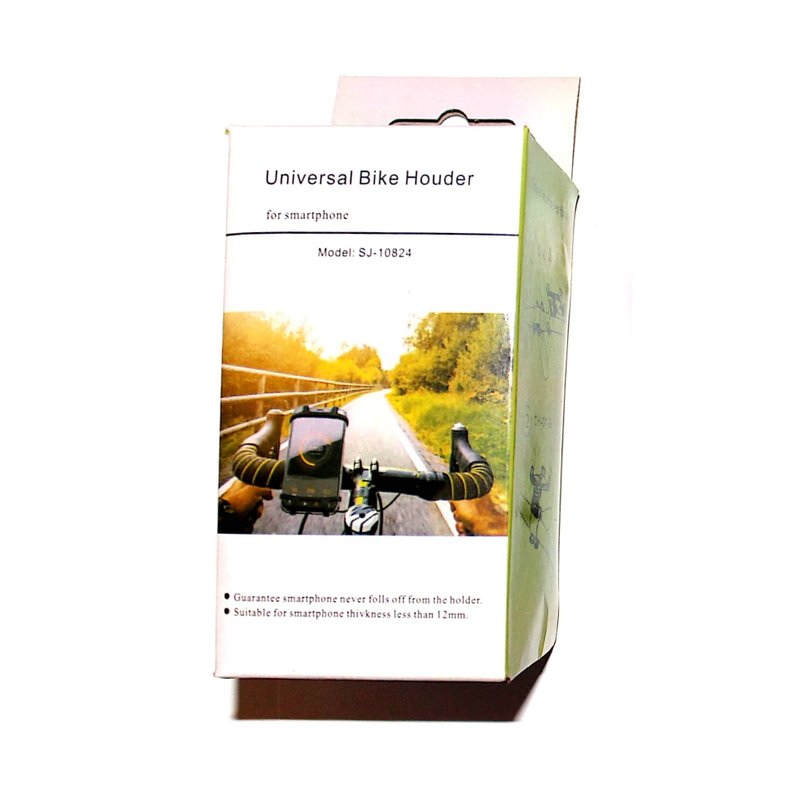 Universal Bike Houder
for smartphone
Model: SJ-10824
Guarantee smartphone never folls off from the holder.
Suitable for smartphone thivkness less than 12mm.